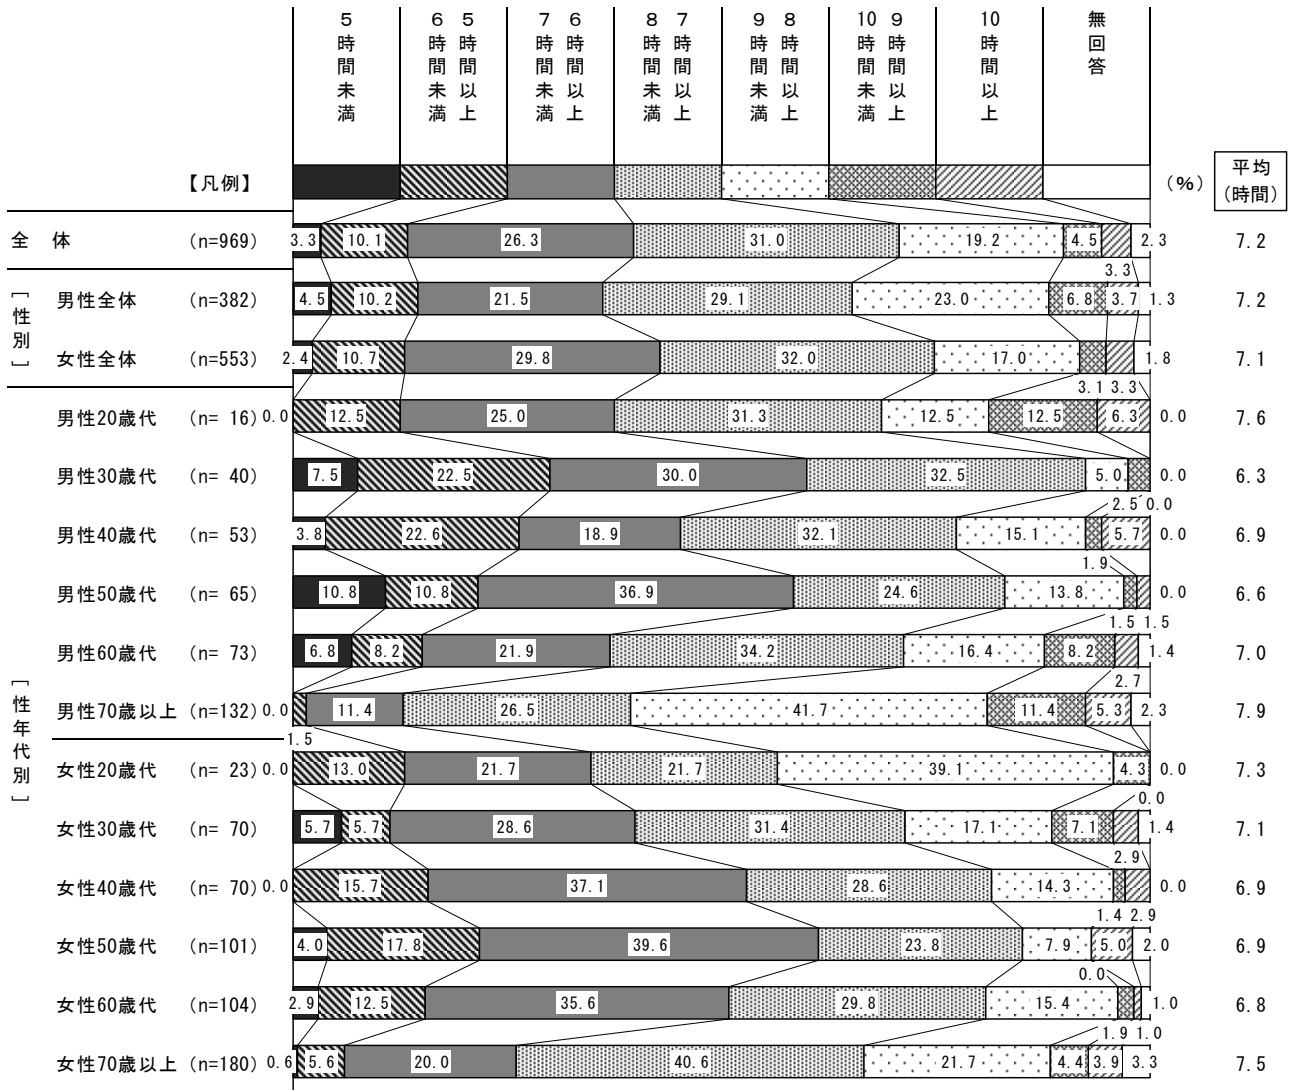 5時間未満
5時間以上6時間未満
6時間以上7時間未満
7時間以上8時間未満
8時間以上9時間未満
9時間以上10時間未満
10時間以上
無回答
【凡例】 (%) 平均(時間)
全 体 (n=969) 3.3 10.1 26.3 31.0 19.2 4.5 3.3 2.3 7.2
[性別]
男性全体 (n=382) 4.5 10.2 21.5 29.1 23.0 6.8 3.7 1.3 7.2
女性全体 (n=553) 2.4 10.7 29.8 32.0 17.0 3.1 3.3 1.8 7.1
[性年代別]
男性20歳代 (n= 16) 0.0 12.5 25.0 31.3 12.5 12.5 6.3 0.0 7.6
男性30歳代 (n= 40) 7.5 22.5 30.0 32.5 5.0 2.5 0.0 0.0 6.3
男性40歳代 (n= 53) 3.8 22.6 18.9 32.1 15.1 1.9 5.7 0.0 6.9
男性50歳代 (n= 65) 10.8 10.8 36.9 24.6 13.8 1.5 1.5 0.0 6.6
男性60歳代 (n= 73) 6.8 8.2 21.9 34.2 16.4 8.2 2.7 1.4 7.0
男性70歳以上 (n=132) 0.0 1.5 11.4 26.5 41.7 11.4 5.3 2.3 7.9
女性20歳代 (n= 23) 0.0 13.0 21.7 21.7 39.1 0.0 4.3 0.0 7.3
女性30歳代 (n= 70) 5.7 5.7 28.6 31.4 17.1 7.1 2.9 1.4 7.1
女性40歳代 (n= 70) 0.0 15.7 37.1 28.6 14.3 1.4 2.9 0.0 6.9
女性50歳代 (n=101) 4.0 17.8 39.6 23.8 7.9 0.0 5.0 2.0 6.9
女性60歳代 (n=104) 2.9 12.5 35.6 29.8 15.4 1.9 1.0 1.0 6.8
女性70歳以上 (n=180) 0.6 5.6 20.0 40.6 21.7 4.4 3.9 3.3 7.5